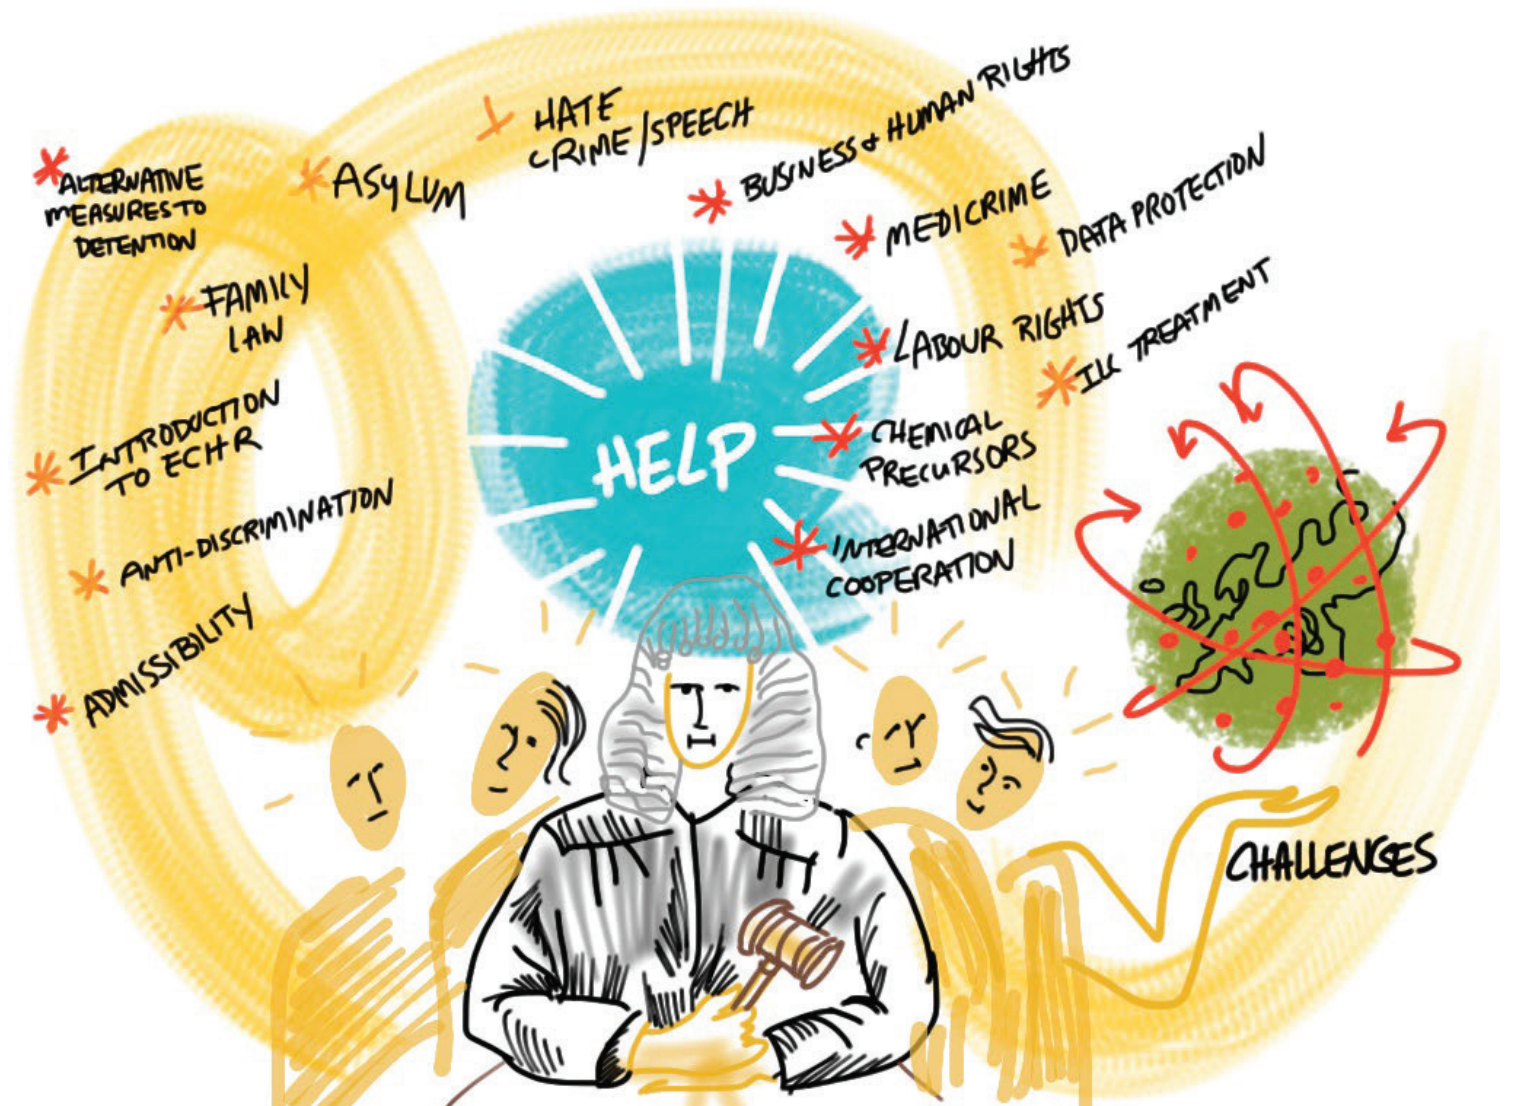 HATE
CRIME/SPEECH
BUSINESS & HUMAN RIGHTS
ALTERNATIVE
MEASURES TO
DETENTION
ASYLUM
MEDICRIME
DATA PROTECTION
FAMILY
LAW
LABOUR RIGHTS
ILL TREATMENT
INTRODUCTION
TO ECHR
HELP
CHEMICAL
PRECURSORS
ANTI-DISCRIMINATION
INTERNATIONAL
COOPERATION
ADMISSIBILITY
CHALLENGES